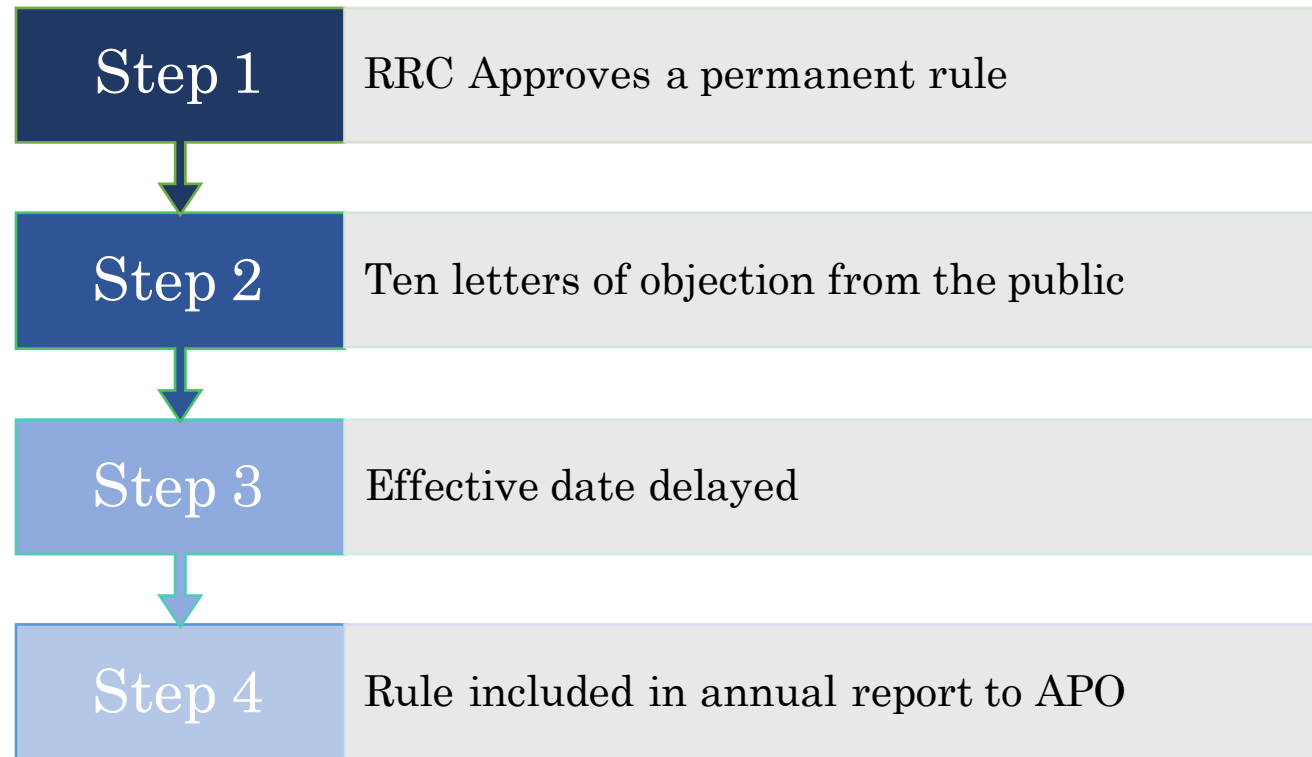 Step 1
RRC Approves a permanent rule
Step 2
Ten letters of objection from the public
Step 3
Effective date delayed
Step 4
Rule included in annual report to APO